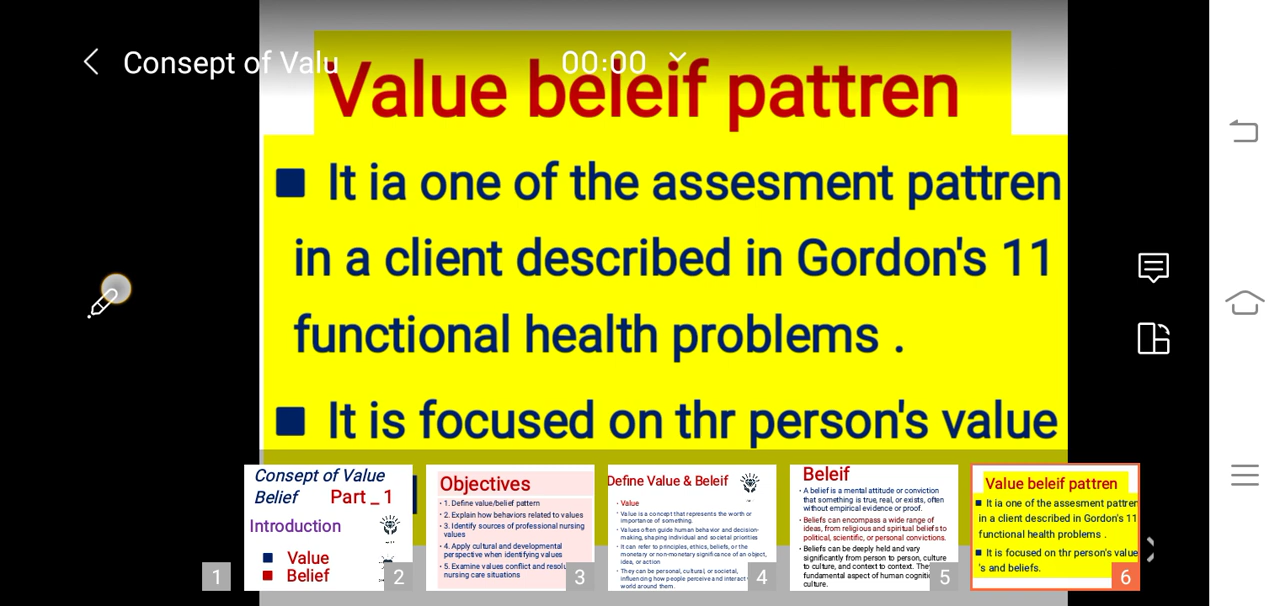 Consept of Valu
00:00
Value beleif pattren
It ia one of the assesment pattren
in a client described in Gordon's 11
functional health problems .
It is focused on thr person's value
1
Consept of Value
Belief Part _ 1
Introduction
Value
Belief
2
Objectives
• 1. Define value/belief pattern
• 2. Explain how behaviors related to values
• 3. Identify sources of professional nursing
values
• 4. Apply cultural and developmental
perspective when identifying values
• 5. Examine values conflict and resol
nursing care situations
3
Define Value & Beleif
• Value
• Value is a concept that represents the worth or
importance of something.
• Values often guide human behavior and decision-
making, shaping individual and societal priorities
• It can refer to principles, ethics, beliefs, or the
monetary or non-monetary significance of an object,
idea, or action
• They can be personal, cultural, or societal,
influencing how people perceive and interact
world around them.
4
Beleif
• A belief is a mental attitude or conviction
that something is true, real, or exists, often
without empirical evidence or proof.
• Beliefs can encompass a wide range of
ideas, from religious and spiritual beliefs to
political, scientific, or personal convictions.
• Beliefs can be deeply held and vary
significantly from person to person, culture
to culture, and context to context. The
fundamental aspect of human cogniti
culture.
5
Value beleif pattren
It ia one of the assesment pattren
in a client described in Gordon's 11
functional health problems .
It is focused on thr person's value
's and beliefs.
6